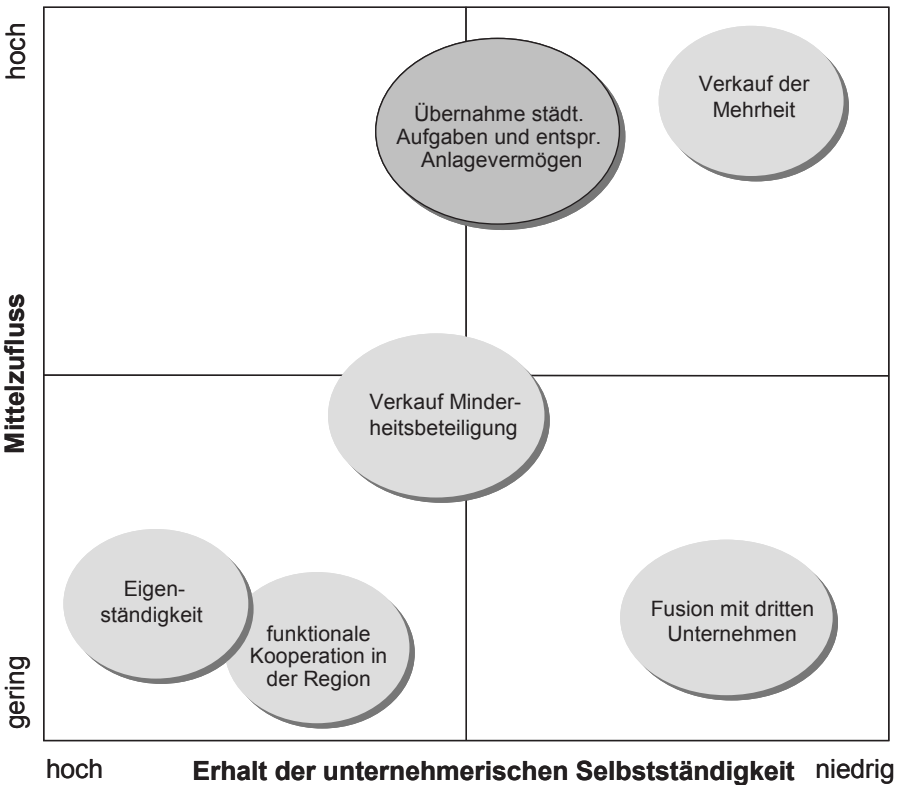 hoch
Übernahme städt.
Aufgaben und entspr.
Anlagevermögen
Verkauf der
Mehrheit
Mittelzufluss
Verkauf Minder-
heitsbeteiligung
Eigen-
ständigkeit
funktionale
Kooperation in
der Region
Fusion mit dritten
Unternehmen
gering
hoch
Erhalt der unternehmerischen Selbstständigkeit
niedrig